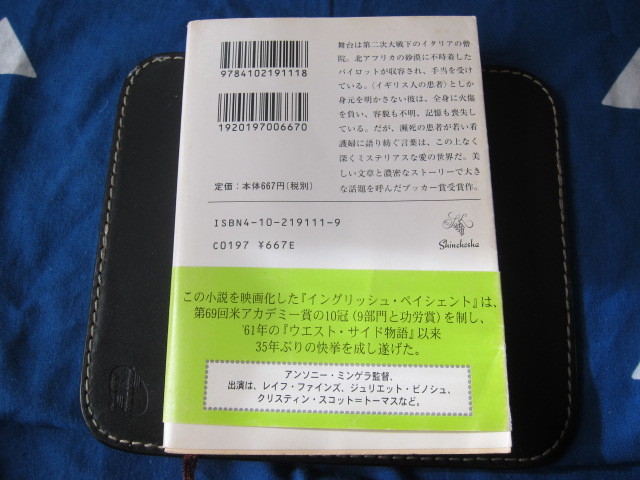 9784102191118
1920197006670
定価：本体667円(税別)
舞台は第二次大戦下のイタリアの僧
院。北アフリカの砂漠に不時着した
パイロットが収容され、手当を受け
ている。〈イギリス人の患者〉としか
身元を明かさない彼は、全身に火傷
を負い、容貌も不明、記憶も喪失し
ている。だが、瀕死の患者が若い看
護婦に語り紡ぐ言葉は、この上なく
深くミステリアスな愛の世界だ。美
しい文章と濃密なストーリーで大き
な話題を呼んだブッカー賞受賞作。
ISBN4-10-219111-9
C0197 ¥667E
Shinchosha
この小説を映画化した『イングリッシュ・ペイシェント』は、
第69回米アカデミー賞の10冠（9部門と功労賞）を制し、
'61年の『ウエスト・サイド物語』以来
35年ぶりの快挙を成し遂げた。
アンソニー・ミンゲラ監督、
出演は、レイフ・ファインズ、ジュリエット・ビノシュ、
クリスティン・スコット＝トーマスなど。